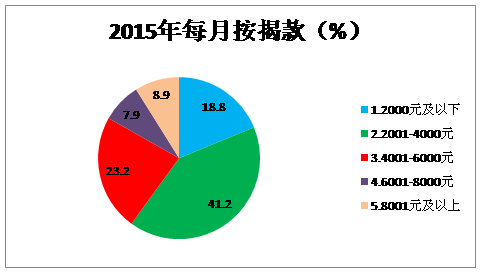 2015年每月按揭款（%）
8.9
18.8
7.9
23.2
41.2
1.2000元及以下
2.2001-4000元
3.4001-6000元
4.6001-8000元
5.8001元及以上